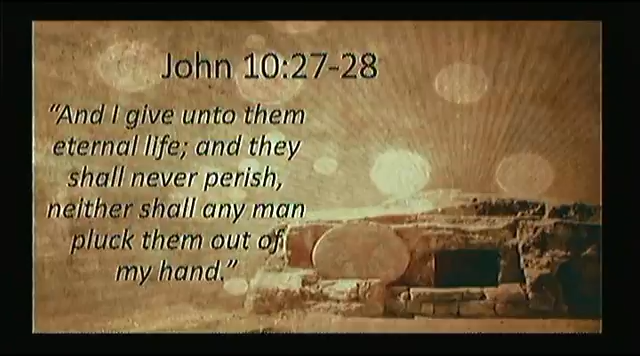 John 10:27-28
“And I give unto them
eternal life; and they
shall never perish,
neither shall any man
pluck them out of
my hand.”